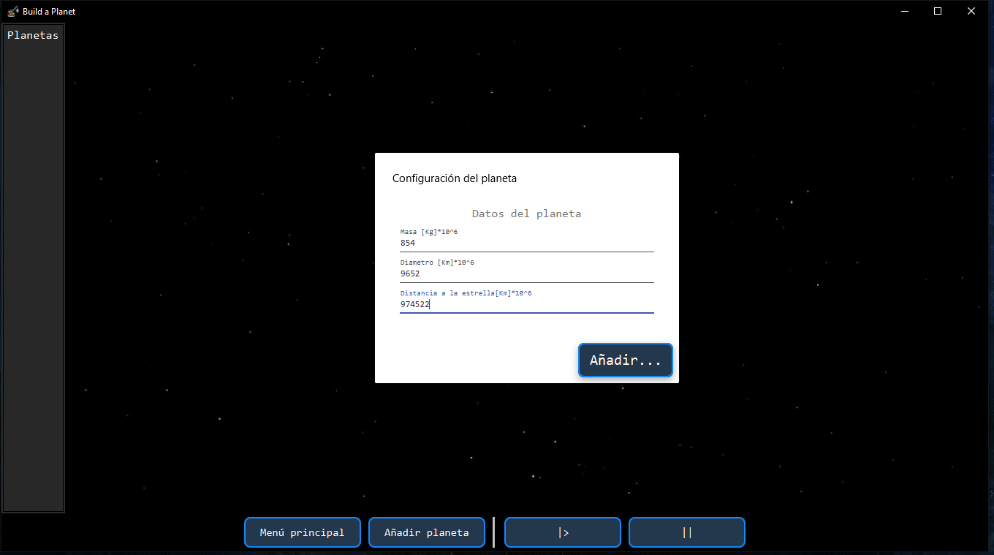 Build a Planet
Planetas
Configuración del planeta
Datos del planeta
Masa [Kg]*10^6
854
Diametro [Km]*10^6
9652
Distancia a la estrella[Km]*10^6
974522
Añadir...
Menú principal
Añadir planeta
|>
||